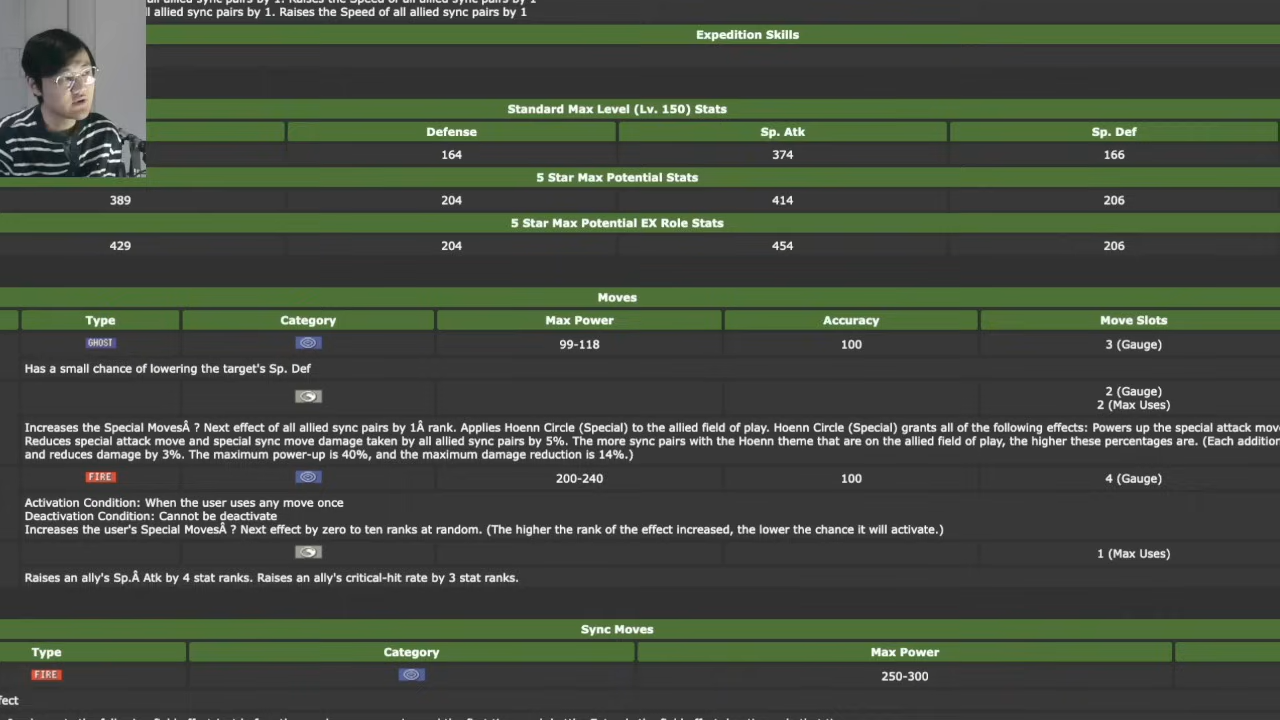 all allied sync pairs by 1. Raises the Speed of all allied sync pairs by 1
Expedition Skills
Standard Max Level (Lv. 150) Stats
Defense Sp. Atk Sp. Def
164 374 166
5 Star Max Potential Stats
389 204 414 206
5 Star Max Potential EX Role Stats
429 204 454 206
Moves
Type Category Max Power Accuracy Move Slots
GHOST 99-118 100 3 (Gauge)
Has a small chance of lowering the target's Sp. Def
2 (Gauge)
2 (Max Uses)
Increases the Special MovesÂ ? Next effect of all allied sync pairs by 1Â rank. Applies Hoenn Circle (Special) to the allied field of play. Hoenn Circle (Special) grants all of the following effects: Powers up the special attack mov
Reduces special attack move and special sync move damage taken by all allied sync pairs by 5%. The more sync pairs with the Hoenn theme that are on the allied field of play, the higher these percentages are. (Each addition
and reduces damage by 3%. The maximum power-up is 40%, and the maximum damage reduction is 14%.)
FIRE 200-240 100 4 (Gauge)
Activation Condition: When the user uses any move once
Deactivation Condition: Cannot be deactivate
Increases the user's Special MovesÂ ? Next effect by zero to ten ranks at random. (The higher the rank of the effect increased, the lower the chance it will activate.)
1 (Max Uses)
Raises an ally's Sp.Â Atk by 4 stat ranks. Raises an ally's critical-hit rate by 3 stat ranks.
Sync Moves
Type Category Max Power
FIRE 250-300
fect